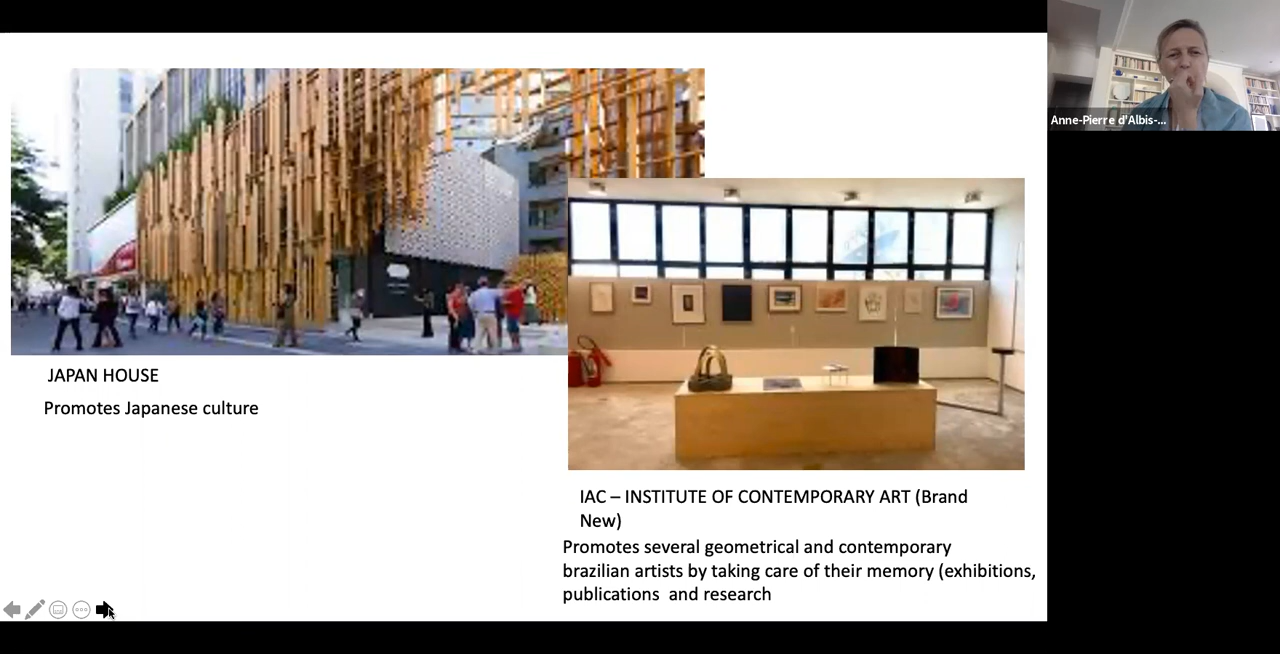 Anne-Pierre d'Albis-...
JAPAN HOUSE
Promotes Japanese culture
IAC – INSTITUTE OF CONTEMPORARY ART (Brand
New)
Promotes several geometrical and contemporary
brazilian artists by taking care of their memory (exhibitions,
publications  and research